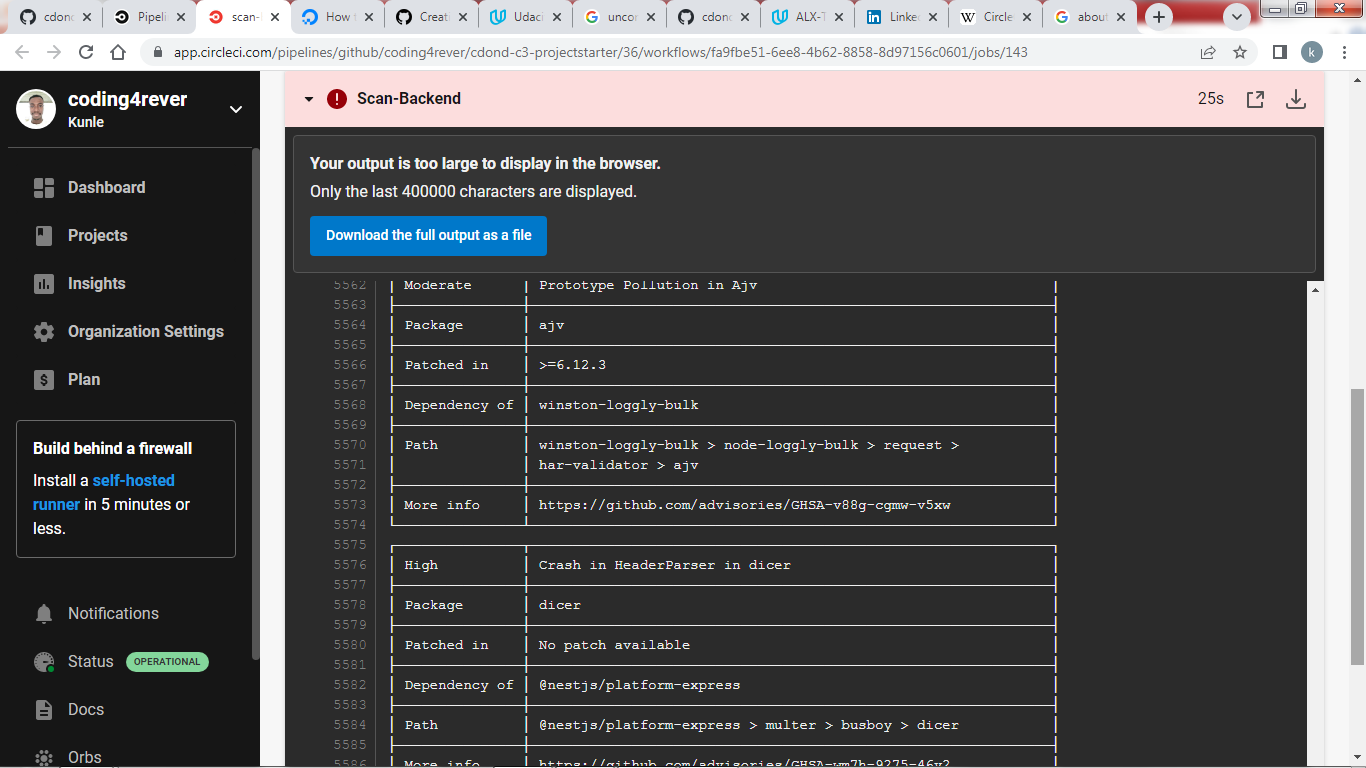 cdond
Pipeli
scan-
How t
Creati
Udaci
uncon
cdond
ALX-T
Linke
Circle
about
app.circleci.com/pipelines/github/coding4rever/cdond-c3-projectstarter/36/workflows/fa9fbe51-6ee8-4b62-8858-8d97156c0601/jobs/143
k
coding4rever
Kunle
Dashboard
Projects
Insights
Organization Settings
Plan
Build behind a firewall
Install a self-hosted
runner in 5 minutes or
less.
Notifications
Status OPERATIONAL
Docs
Orbs
Scan-Backend 25s
Your output is too large to display in the browser.
Only the last 400000 characters are displayed.
Download the full output as a file
5562 Moderate Prototype Pollution in Ajv
5563
5564 Package ajv
5565
5566 Patched in >=6.12.3
5567
5568 Dependency of winston-loggly-bulk
5569
5570 Path winston-loggly-bulk > node-loggly-bulk > request >
5571 har-validator > ajv
5572
5573 More info https://github.com/advisories/GHSA-v88g-cgmw-v5xw
5574
5575
5576 High Crash in HeaderParser in dicer
5577
5578 Package dicer
5579
5580 Patched in No patch available
5581
5582 Dependency of @nestjs/platform-express
5583
5584 Path @nestjs/platform-express > multer > busboy > dicer
5585
5586 More info https://github.com/advisories/GHSA-wm7h-9275-46v2